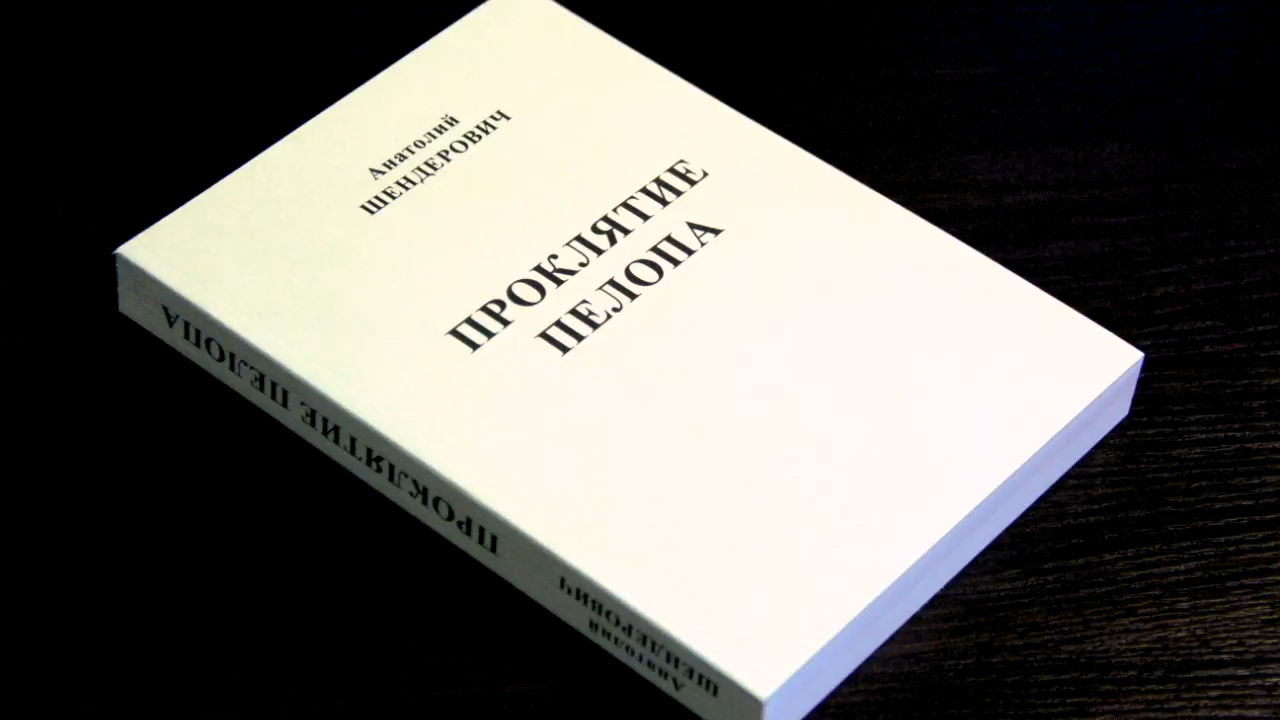 Анатолий
ШЕНДЕРОВИЧ
ПРОКЛЯТИЕ
ПЕЛОПА
Анатолий
ШЕНДЕРОВИЧ
ПРОКЛЯТИЕ ПЕЛОПА